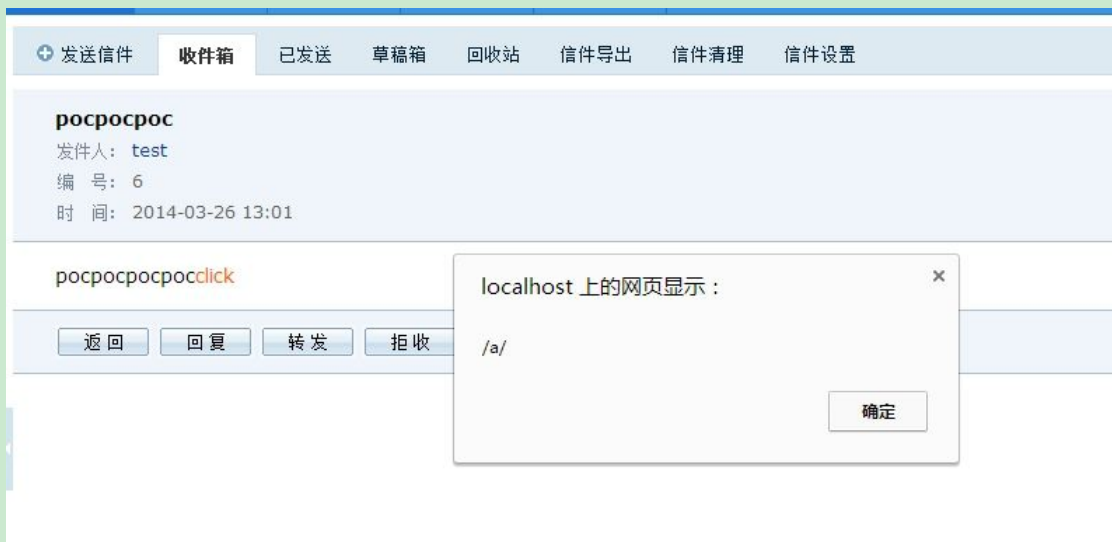 发送信件 收件箱 已发送 草稿箱 回收站 信件导出 信件清理 信件设置
pocpocpoc
发件人： test
编 号： 6
时 间： 2014-03-26 13:01
pocpocpocpocclick
localhost 上的网页显示： ×
/a/
返回 回复 转发 拒收
确定